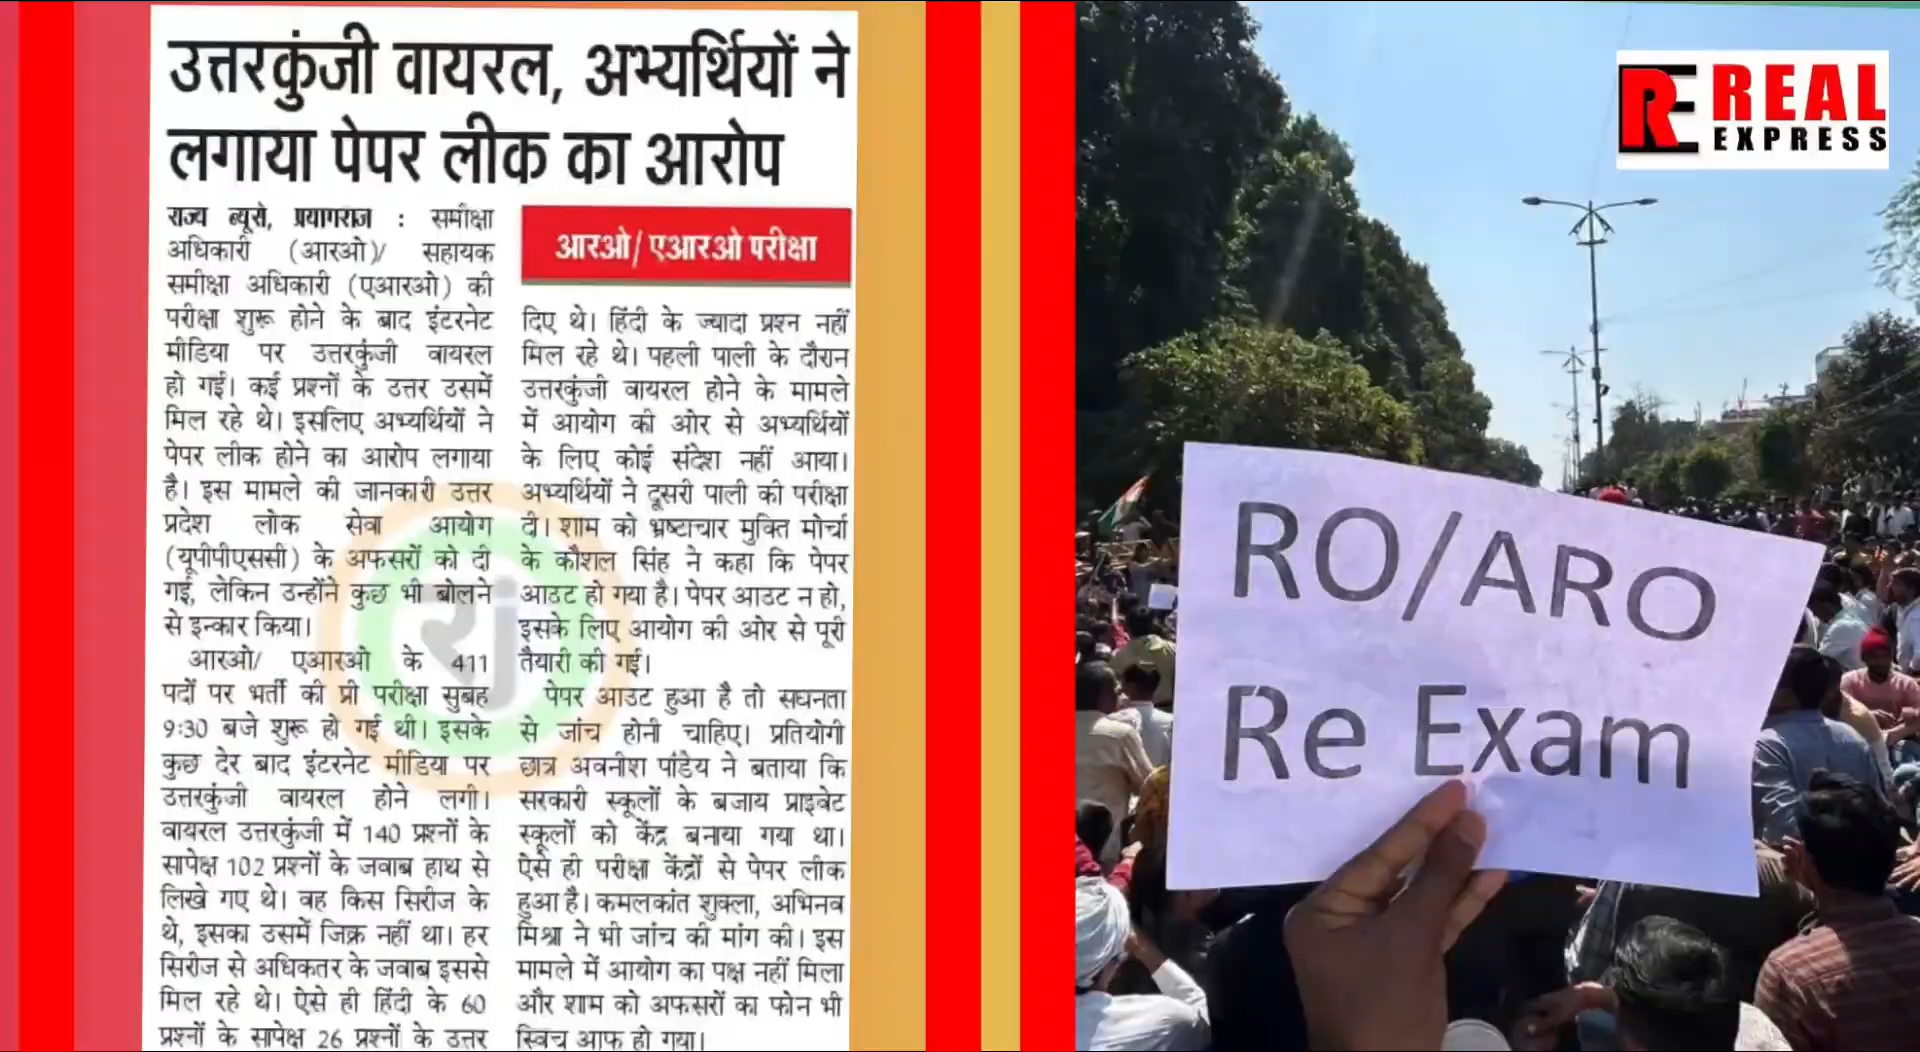 उत्तरकुंजी वायरल, अभ्यर्थियों ने
लगाया पेपर लीक का आरोप
राज्य ब्यूरो, प्रयागराज : समीक्षा
अधिकारी (आरओ)/ सहायक
समीक्षा अधिकारी (एआरओ) की
परीक्षा शुरू होने के बाद इंटरनेट
मीडिया पर उत्तरकुंजी वायरल
हो गई। कई प्रश्नों के उत्तर उसमें
मिल रहे थे। इसलिए अभ्यर्थियों ने
पेपर लीक होने का आरोप लगाया
है। इस मामले की जानकारी उत्तर
प्रदेश लोक सेवा आयोग
(यूपीपीएससी) के अफसरों को दी
गई, लेकिन उन्होंने कुछ भी बोलने
से इन्कार किया।
आरओ/ एआरओ के 411
पदों पर भर्ती की प्री परीक्षा सुबह
9:30 बजे शुरू हो गई थी। इसके
कुछ देर बाद इंटरनेट मीडिया पर
उत्तरकुंजी वायरल होने लगी।
वायरल उत्तरकुंजी में 140 प्रश्नों के
सापेक्ष 102 प्रश्नों के जवाब हाथ से
लिखे गए थे। वह किस सिरीज के
थे, इसका उसमें जिक्र नहीं था। हर
सिरीज से अधिकतर के जवाब इससे
मिल रहे थे। ऐसे ही हिंदी के 60
प्रश्नों के सापेक्ष 26 प्रश्नों के उत्तर
आरओ/ एआरओ परीक्षा
दिए थे। हिंदी के ज्यादा प्रश्न नहीं
मिल रहे थे। पहली पाली के दौरान
उत्तरकुंजी वायरल होने के मामले
में आयोग की ओर से अभ्यर्थियों
के लिए कोई संदेश नहीं आया।
अभ्यर्थियों ने दूसरी पाली की परीक्षा
दी। शाम को भ्रष्टाचार मुक्ति मोर्चा
के कौशल सिंह ने कहा कि पेपर
आउट हो गया है। पेपर आउट न हो,
इसके लिए आयोग की ओर से पूरी
तैयारी की गई।
पेपर आउट हुआ है तो सघनता
से जांच होनी चाहिए। प्रतियोगी
छात्र अवनीश पांडेय ने बताया कि
सरकारी स्कूलों के बजाय प्राइवेट
स्कूलों को केंद्र बनाया गया था।
ऐसे ही परीक्षा केंद्रों से पेपर लीक
हुआ है। कमलकांत शुक्ला, अभिनव
मिश्रा ने भी जांच की मांग की। इस
मामले में आयोग का पक्ष नहीं मिला
और शाम को अफसरों का फोन भी
स्विच आफ हो गया।
RE REAL
EXPRESS
RO/ARO
Re Exam